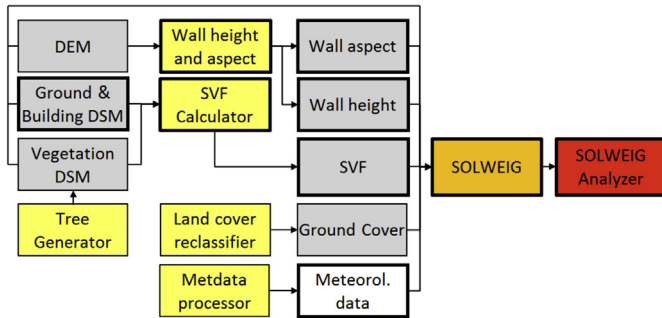 DEM
Wall height
and aspect
Wall aspect
Ground &
Building DSM
SVF
Calculator
Wall height
Vegetation
DSM
SVF
SOLWEIG
SOLWEIG
Analyzer
Tree
Generator
Land cover
reclassifier
Ground Cover
Metdata
processor
Meteorol.
data